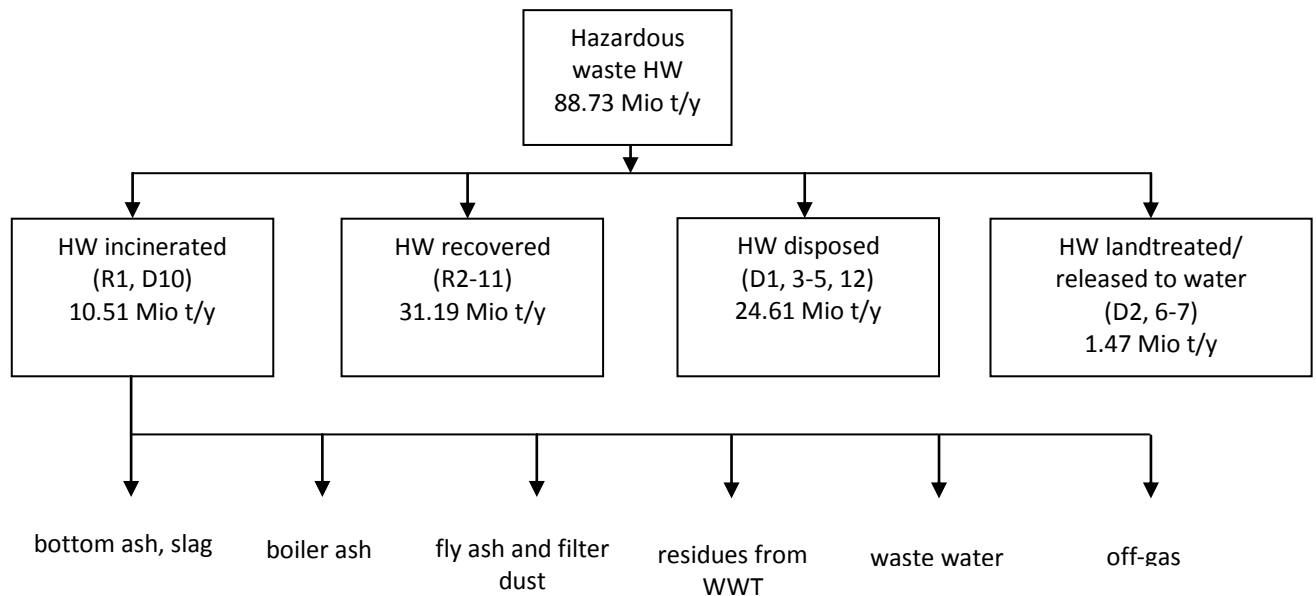 Hazardous
waste HW
88.73 Mio t/y
HW incinerated
(R1, D10)
10.51 Mio t/y
HW recovered
(R2-11)
31.19 Mio t/y
HW disposed
(D1, 3-5, 12)
24.61 Mio t/y
HW landtreated/
released to water
(D2, 6-7)
1.47 Mio t/y
bottom ash, slag
boiler ash
fly ash and filter
dust
residues from
WWT
waste water
off-gas